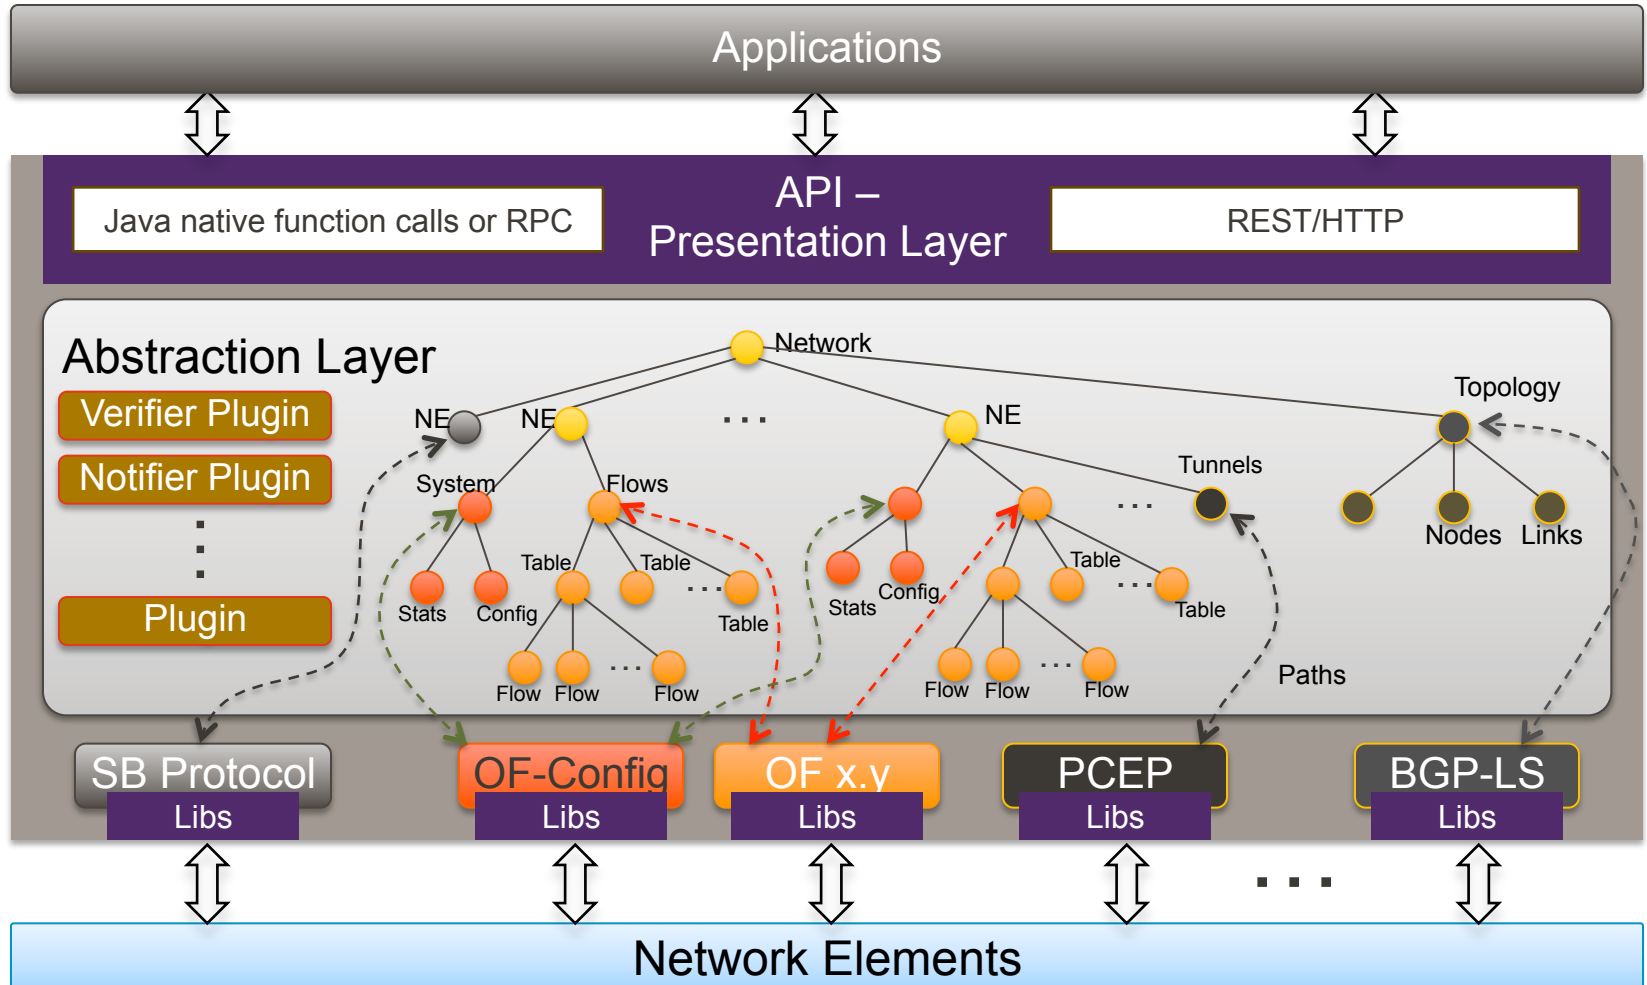 Applications
API –
Presentation Layer
Java native function calls or RPC
REST/HTTP
Abstraction Layer
Verifier Plugin
Notifier Plugin
⋮
Plugin
Network
Topology
NE
NE
...
NE
System
Flows
Tunnels
...
Nodes
Links
Table
Table
...
Table
Stats
Config
Stats
Config
Table
...
Table
Flow
Flow
...
Flow
Flow
Flow
...
Flow
Paths
SB Protocol
OF-Config
OF x.y
PCEP
BGP-LS
Libs
Libs
Libs
Libs
Libs
...
Network Elements